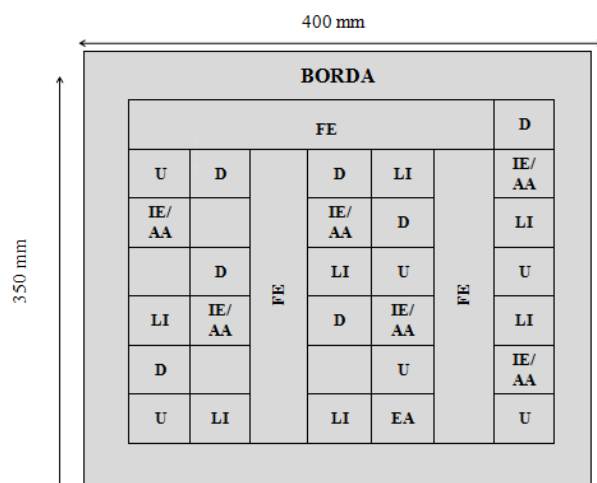 400 mm
BORDA
FE D
U D D LI IE/
AA
IE/
AA IE/
AA D LI
350 mm
D LI U U
FE FE
LI IE/
AA D IE/
AA LI
D U IE/
AA
U LI LI EA U